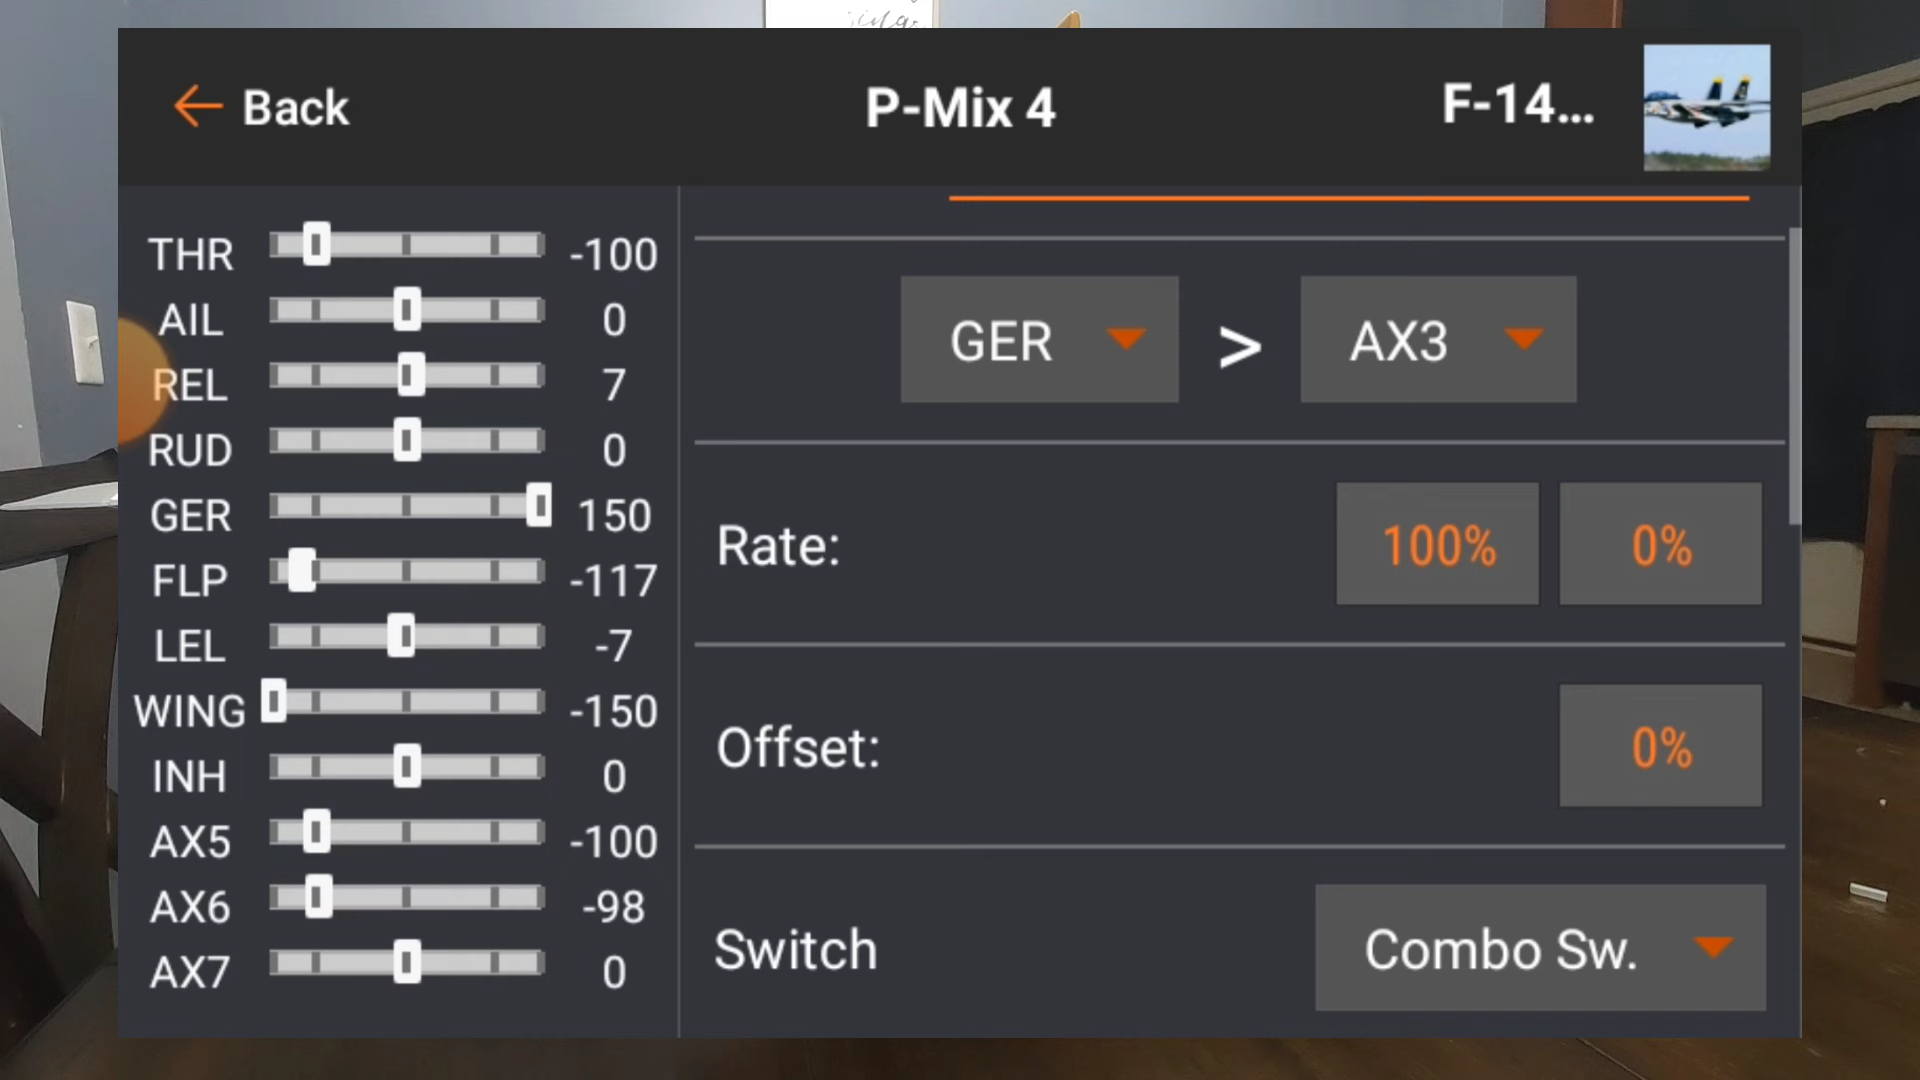 Back
P-Mix 4
F-14...
THR -100
AIL 0
REL 7
RUD 0
GER 150
FLP -117
LEL -7
WING -150
INH 0
AX5 -100
AX6 -98
AX7 0
GER > AX3
Rate: 100% 0%
Offset: 0%
Switch Combo Sw.